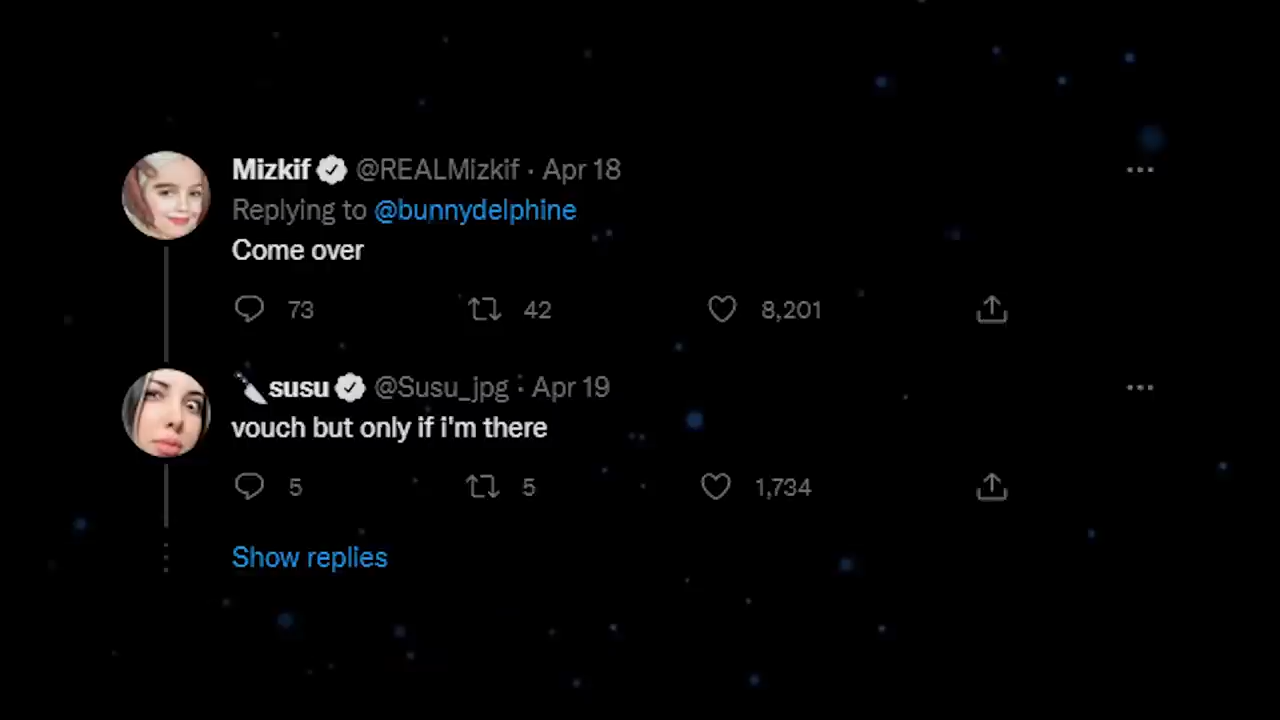 Mizkif @REALMizkif · Apr 18
Replying to @bunnydelphine
Come over
73 42 8,201
🔪susu @Susu_jpg · Apr 19
vouch but only if i'm there
5 5 1,734
Show replies